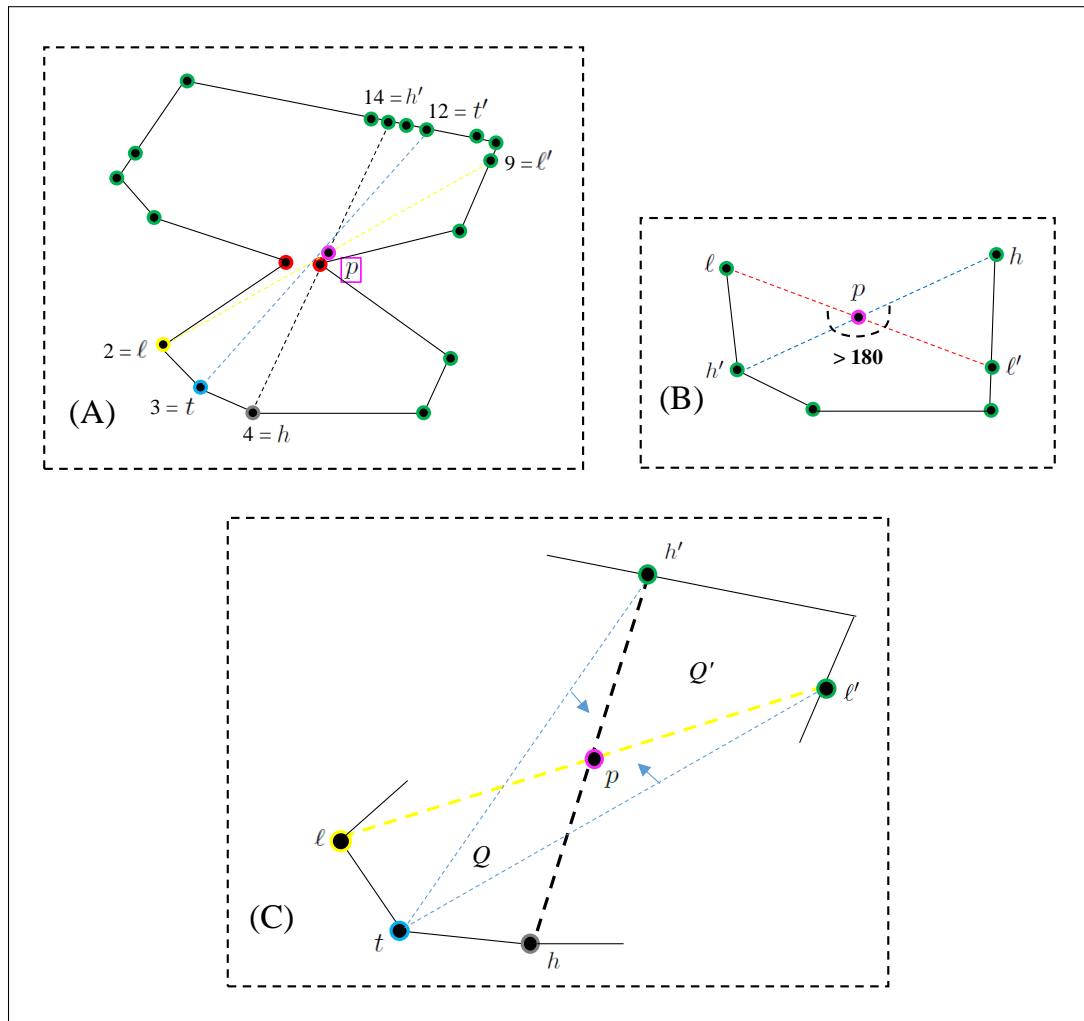 14 = h′
12 = t′
9 = ℓ′
p
2 = ℓ
3 = t
4 = h
(A)
ℓ
h
p
> 180
h′
ℓ′
(B)
h′
Q'
ℓ′
p
ℓ
Q
(C)
t
h